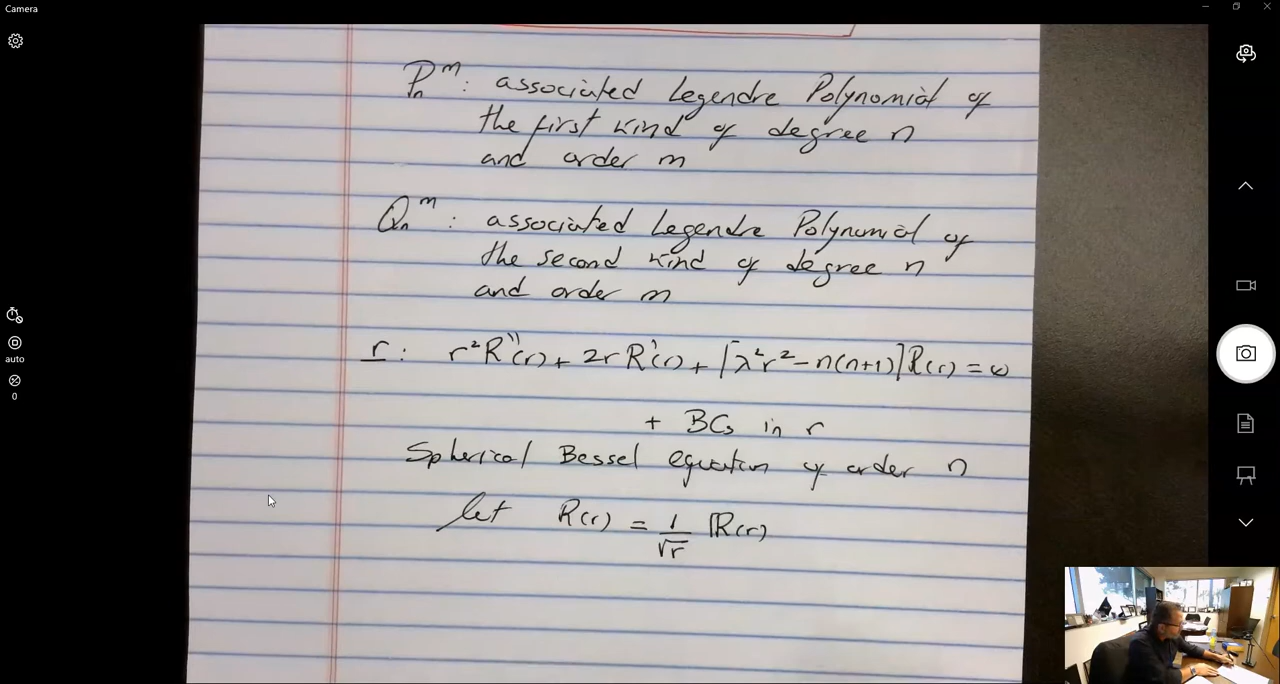 Camera
P_n^m : associated Legendre Polynomial of
the first kind of degree n
and order m
Q_n^m : associated Legendre Polynomial of
the second kind of degree n
and order m
r : r²R''(r) + 2rR'(r) + [λ²r² - n(n+1)]R(r) = 0
+ BCs in r
Spherical Bessel equation of order n
let R(r) = 1/√r ℝ(r)
auto
0